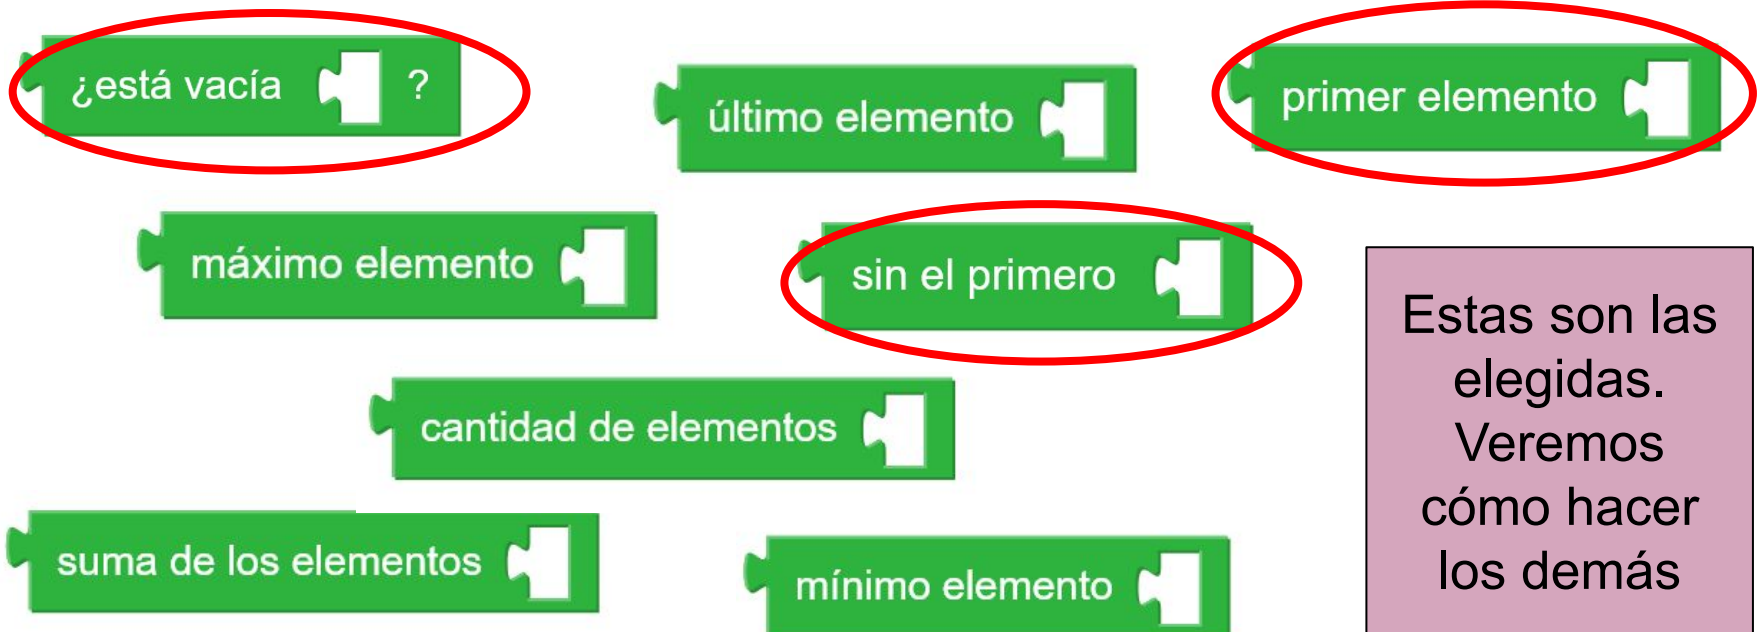 ¿está vacía ?
último elemento
primer elemento
máximo elemento
sin el primero
cantidad de elementos
suma de los elementos
mínimo elemento
Estas son las
elegidas.
Veremos
cómo hacer
los demás